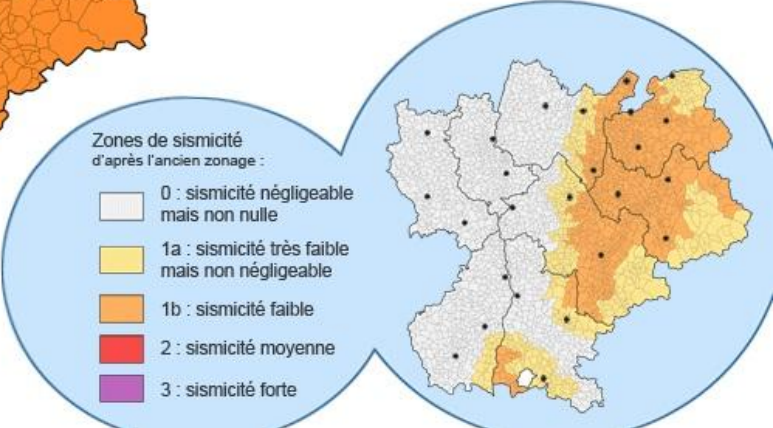 Zones de sismicité
d'après l'ancien zonage :
0 : sismicité négligeable
mais non nulle
1a : sismicité très faible
mais non négligeable
1b : sismicité faible
2 : sismicité moyenne
3 : sismicité forte